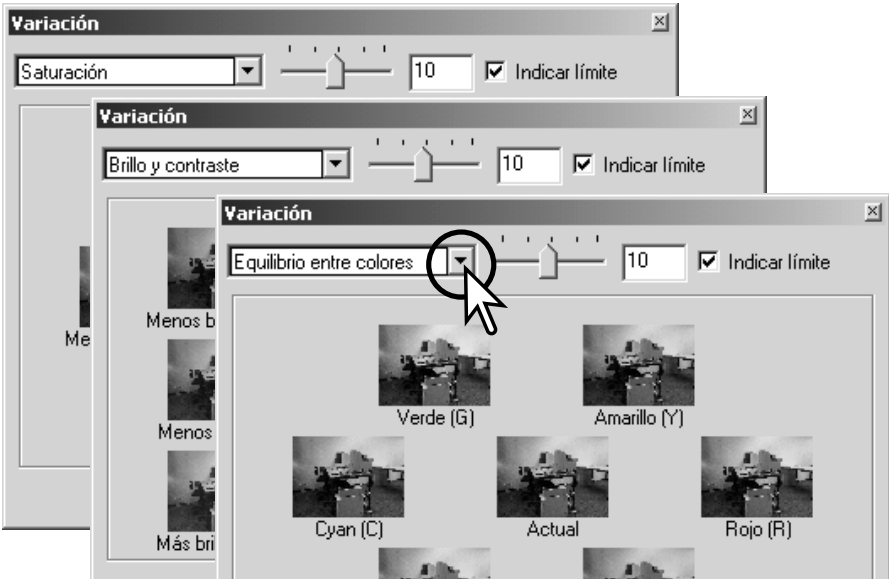 Variación
Saturación
10
Indicar límite
Me
Variación
Brillo y contraste
10
Indicar límite
Menos b
Menos
Más bri
Variación
Equilibrio entre colores
10
Indicar límite
Verde (G)
Amarillo (Y)
Cyan (C)
Actual
Rojo (R)